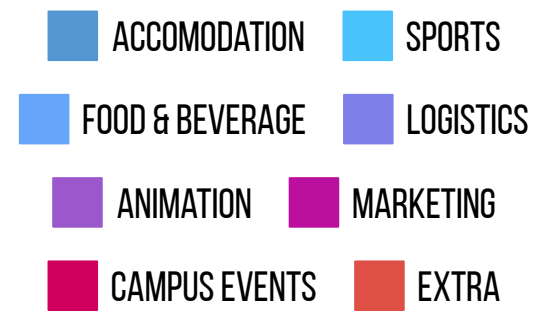 ACCOMODATION SPORTS
FOOD & BEVERAGE LOGISTICS
ANIMATION MARKETING
CAMPUS EVENTS EXTRA